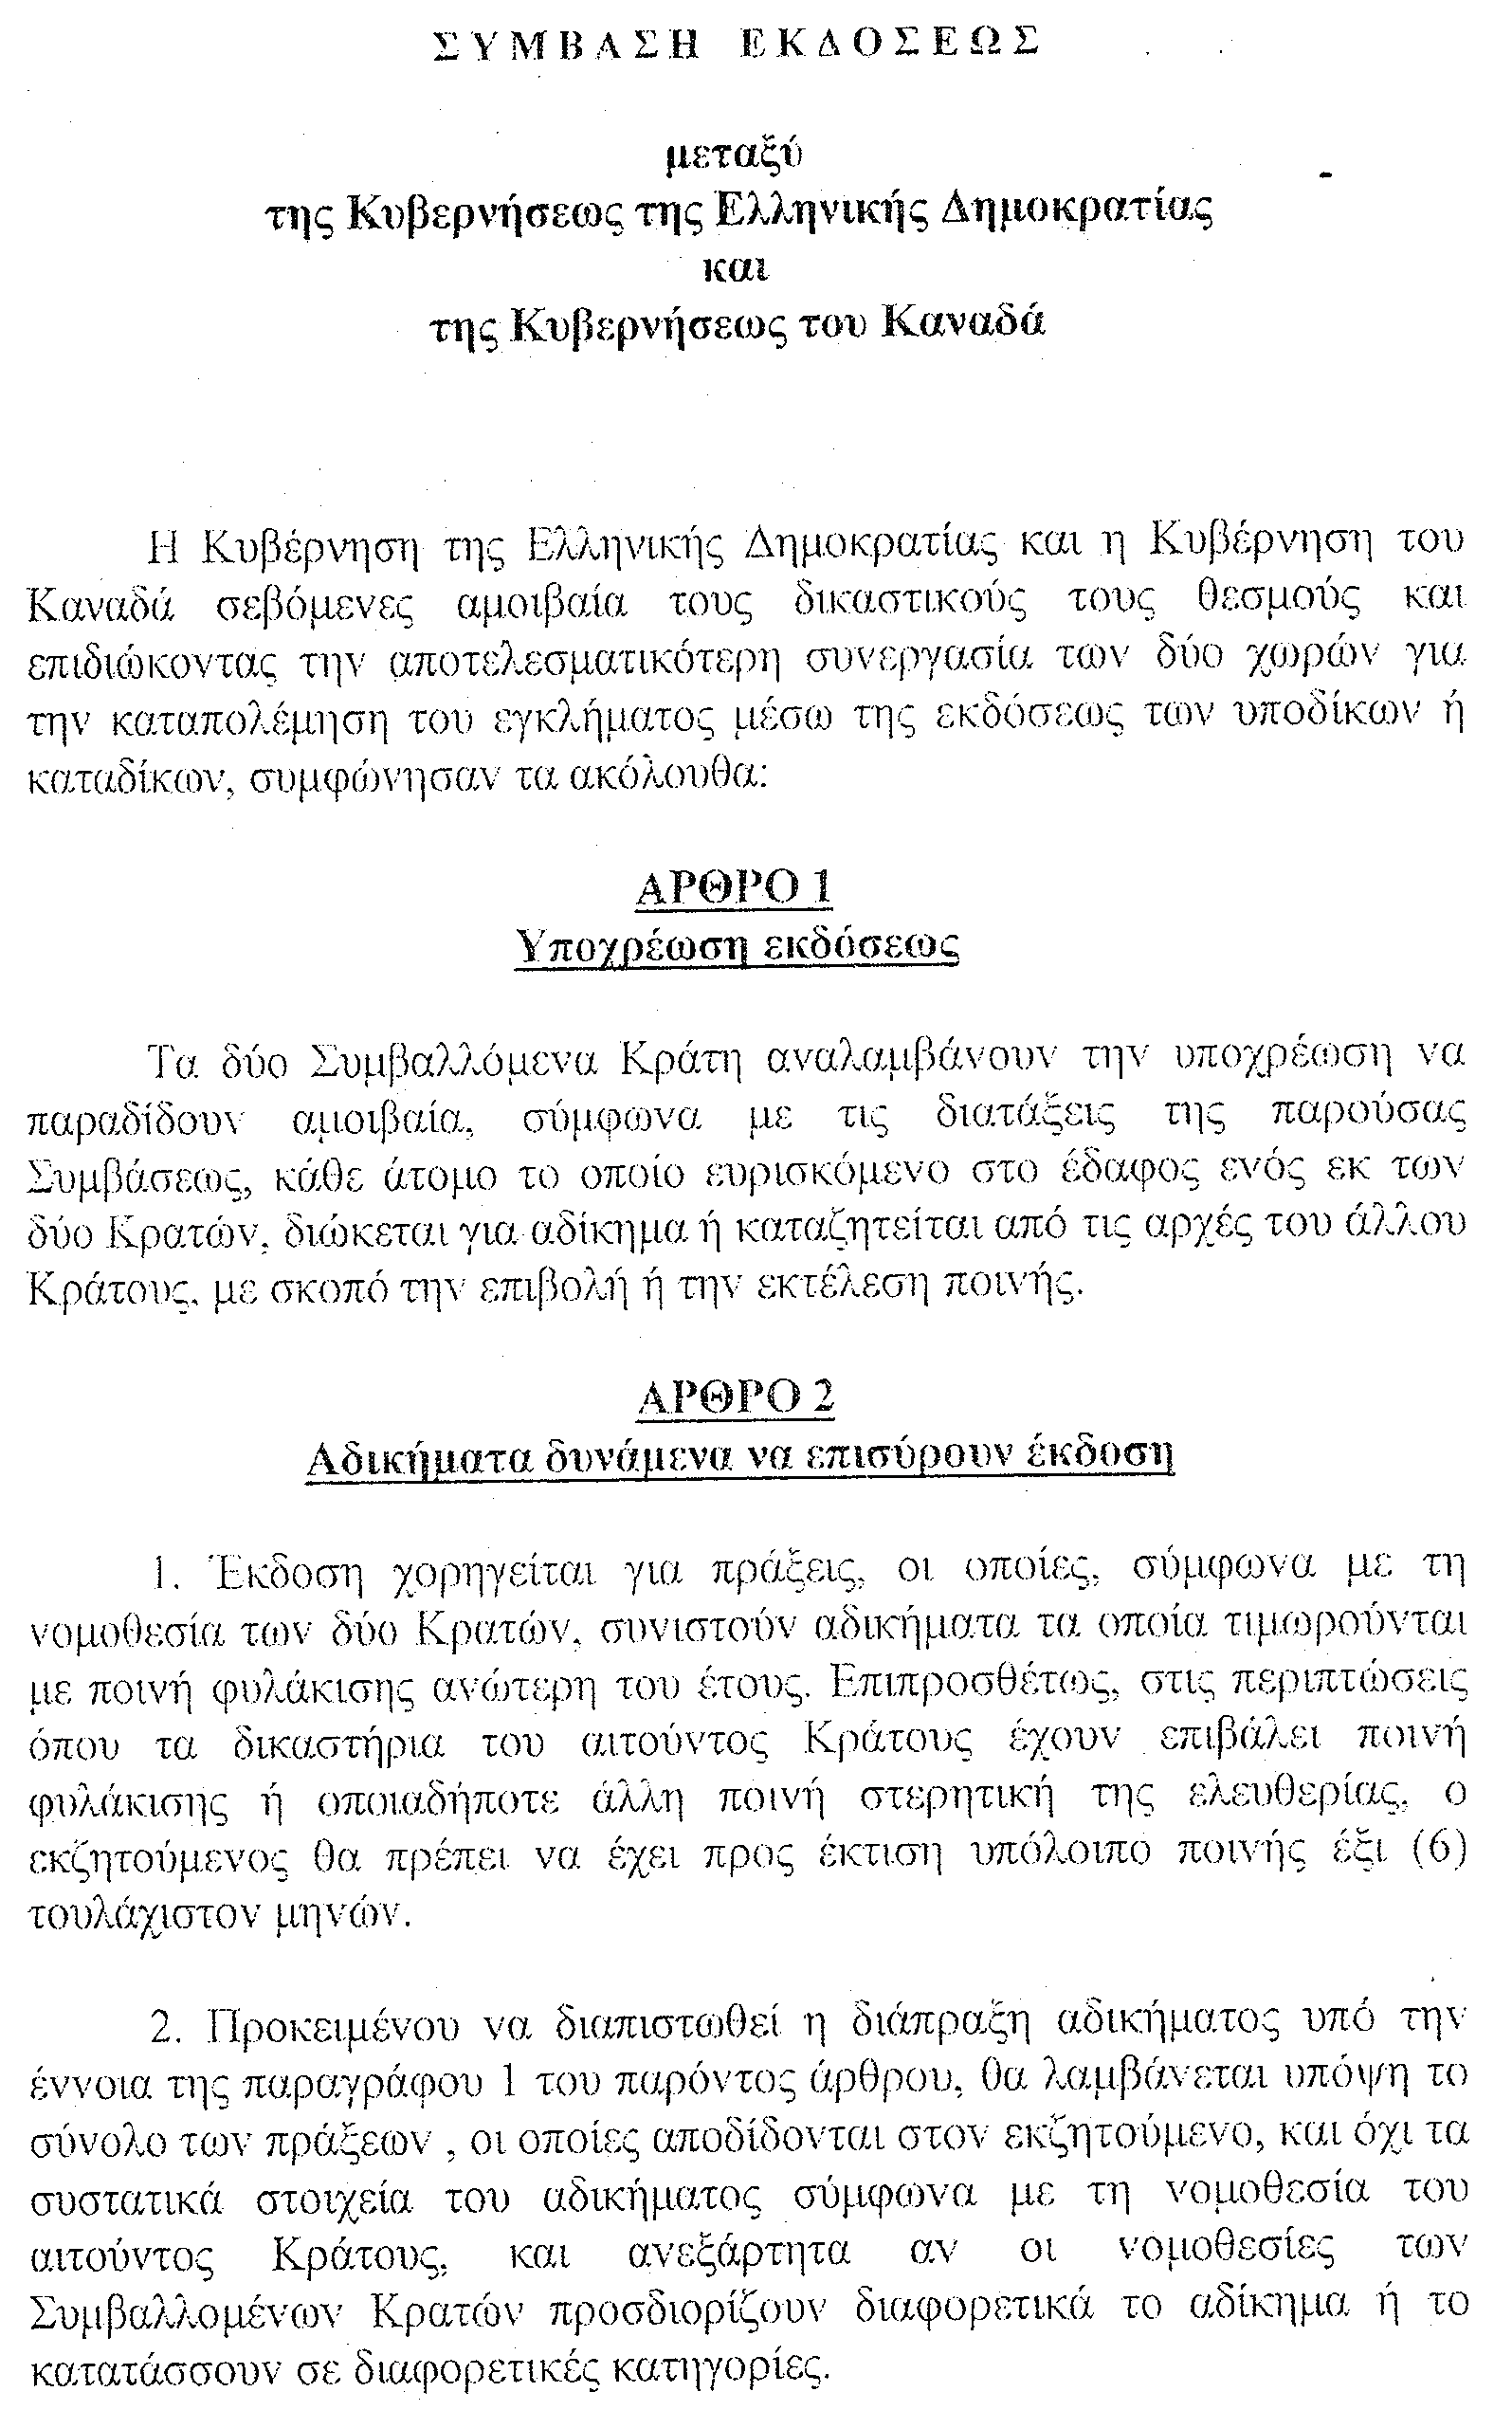 ΣΥΜΒΑΣΗ ΕΚΔΟΣΕΩΣ
μεταξύ
της Κυβερνήσεως της Ελληνικής Δημοκρατίας
και
της Κυβερνήσεως του Καναδά
Η Κυβέρνηση της Ελληνικής Δημοκρατίας και η Κυβέρνηση του
Καναδά σεβόμενες αμοιβαία τους δικαστικούς τους θεσμούς και
επιδιώκοντας την αποτελεσματικότερη συνεργασία των δύο χωρών για
την καταπολέμηση του εγκλήματος μέσω της εκδόσεως των υποδίκων ή
καταδίκων, συμφώνησαν τα ακόλουθα:
ΑΡΘΡΟ 1
Υποχρέωση εκδόσεως
Τα δύο Συμβαλλόμενα Κράτη αναλαμβάνουν την υποχρέωση να
παραδίδουν αμοιβαία, σύμφωνα με τις διατάξεις της παρούσας
Συμβάσεως, κάθε άτομο το οποίο ευρισκόμενο στο έδαφος ενός εκ των
δύο Κρατών, διώκεται για αδίκημα ή καταζητείται από τις αρχές του άλλου
Κράτους, με σκοπό την επιβολή ή την εκτέλεση ποινής.
ΑΡΘΡΟ 2
Αδικήματα δυνάμενα να επισύρουν έκδοση
1. Έκδοση χορηγείται για πράξεις, οι οποίες, σύμφωνα με τη
νομοθεσία των δύο Κρατών, συνιστούν αδικήματα τα οποία τιμωρούνται
με ποινή φυλάκισης ανώτερη του έτους. Επιπροσθέτως, στις περιπτώσεις
όπου τα δικαστήρια του αιτούντος Κράτους έχουν επιβάλει ποινή
φυλάκισης ή οποιαδήποτε άλλη ποινή στερητική της ελευθερίας, ο
εκζητούμενος θα πρέπει να έχει προς έκτιση υπόλοιπο ποινής έξι (6)
τουλάχιστον μηνών.
2. Προκειμένου να διαπιστωθεί η διάπραξη αδικήματος υπό την
έννοια της παραγράφου 1 του παρόντος άρθρου, θα λαμβάνεται υπόψη το
σύνολο των πράξεων , οι οποίες αποδίδονται στον εκζητούμενο, και όχι τα
συστατικά στοιχεία του αδικήματος σύμφωνα με τη νομοθεσία του
αιτούντος Κράτους, και ανεξάρτητα αν οι νομοθεσίες των
Συμβαλλομένων Κρατών προσδιορίζουν διαφορετικά το αδίκημα ή το
κατατάσσουν σε διαφορετικές κατηγορίες.